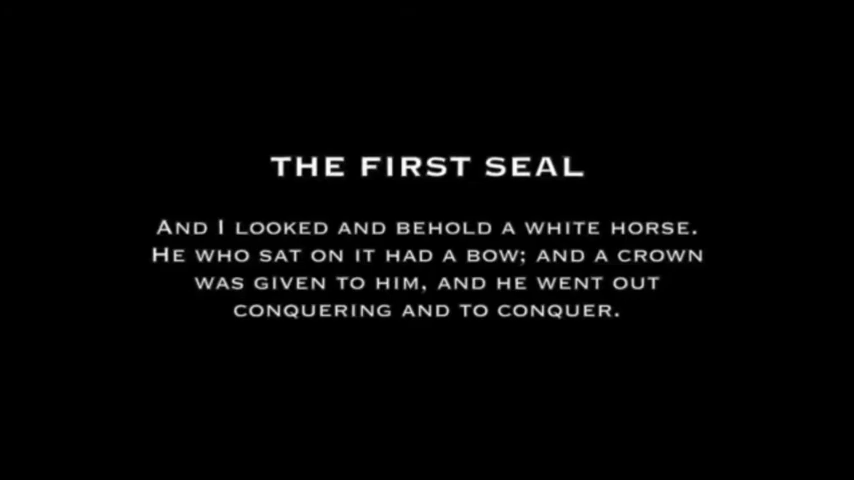 THE FIRST SEAL
AND I LOOKED AND BEHOLD A WHITE HORSE.
HE WHO SAT ON IT HAD A BOW; AND A CROWN
WAS GIVEN TO HIM, AND HE WENT OUT
CONQUERING AND TO CONQUER.